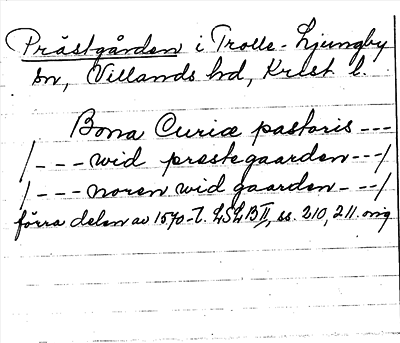 Prästgården i Trolle-Ljungby
sn, Villands hd, Krist. l.
Bona Curiæ pastoris ---
/--- wid prestegaarden ---/
/--- noren wid gaarden ---/
förra delen av 1570-t. LSLB II, ss. 210, 211. orig